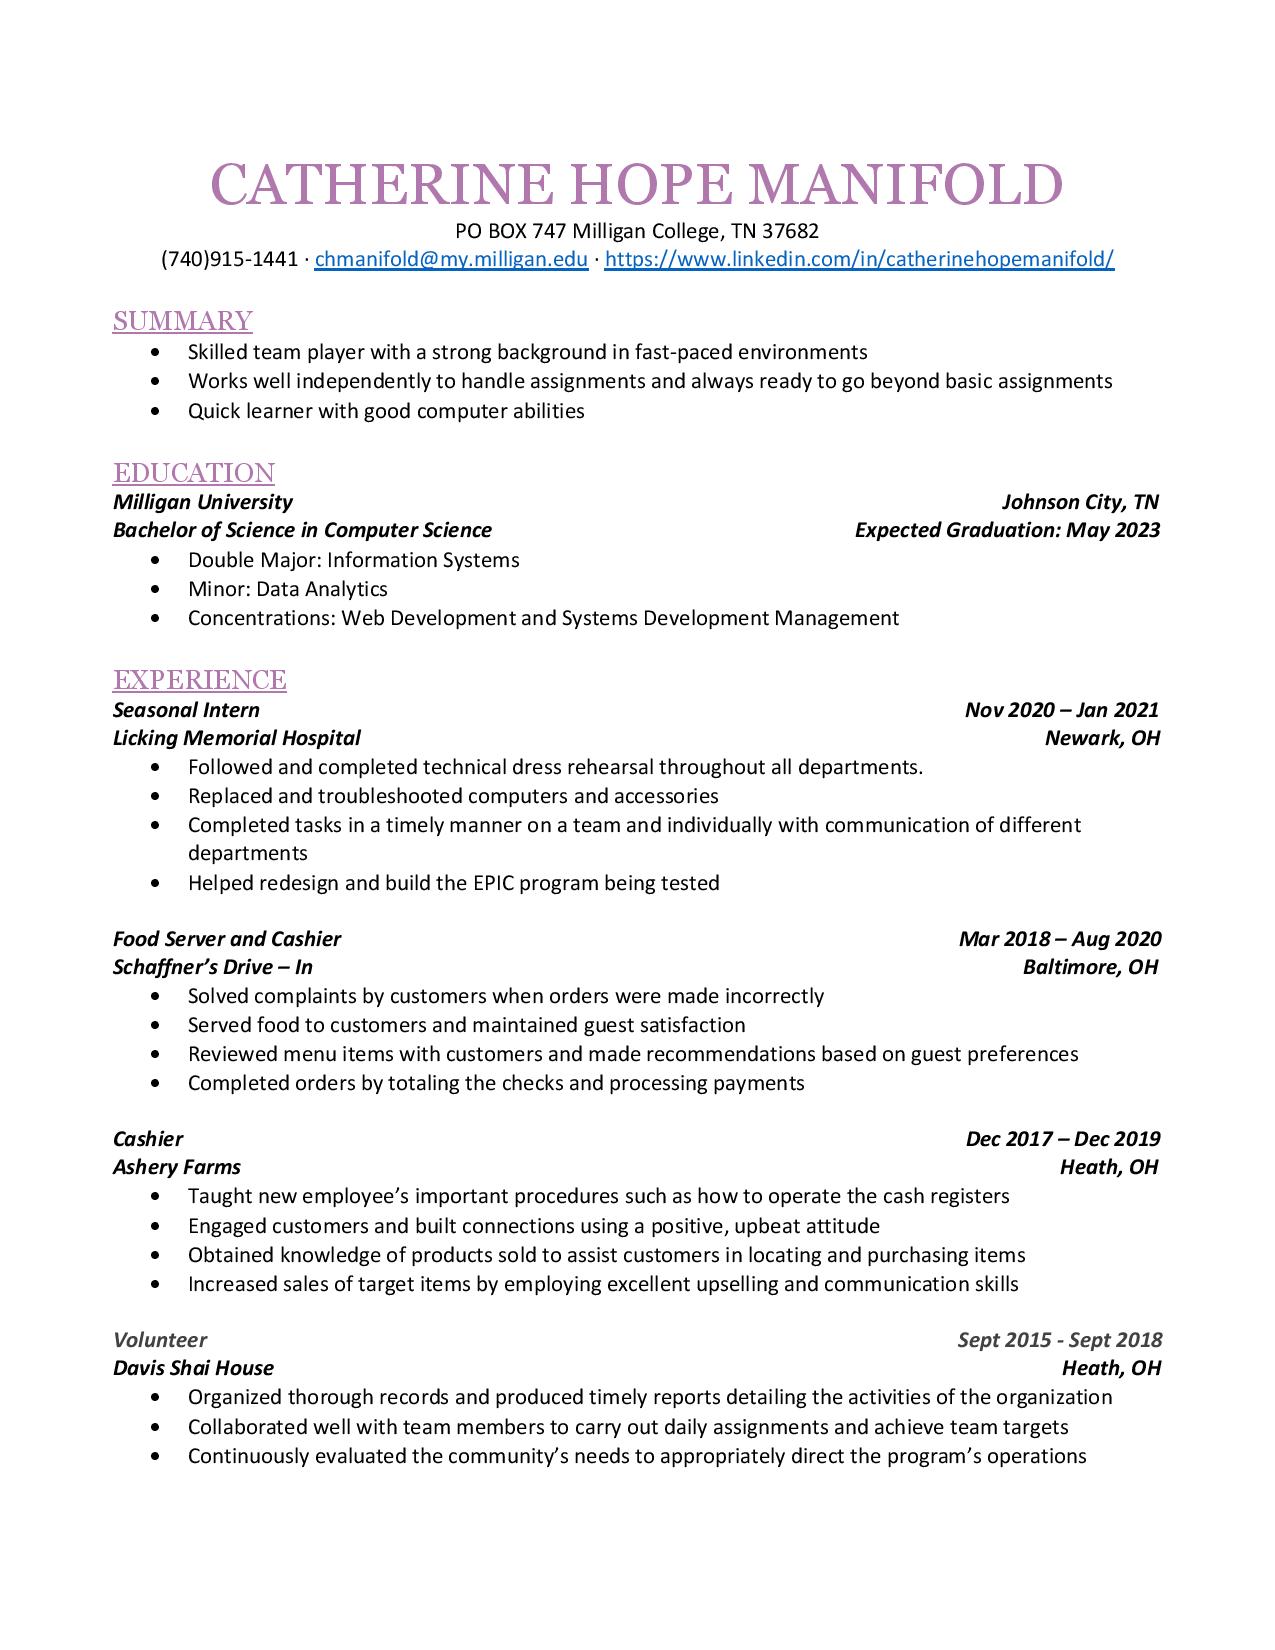 CATHERINE HOPE MANIFOLD
PO BOX 747 Milligan College, TN 37682
(740)915-1441 · chmanifold@my.milligan.edu · https://www.linkedin.com/in/catherinehopemanifold/
SUMMARY
• Skilled team player with a strong background in fast-paced environments
• Works well independently to handle assignments and always ready to go beyond basic assignments
• Quick learner with good computer abilities
EDUCATION
Milligan University Johnson City, TN
Bachelor of Science in Computer Science Expected Graduation: May 2023
• Double Major: Information Systems
• Minor: Data Analytics
• Concentrations: Web Development and Systems Development Management
EXPERIENCE
Seasonal Intern Nov 2020 – Jan 2021
Licking Memorial Hospital Newark, OH
• Followed and completed technical dress rehearsal throughout all departments.
• Replaced and troubleshooted computers and accessories
• Completed tasks in a timely manner on a team and individually with communication of different
departments
• Helped redesign and build the EPIC program being tested
Food Server and Cashier Mar 2018 – Aug 2020
Schaffner’s Drive – In Baltimore, OH
• Solved complaints by customers when orders were made incorrectly
• Served food to customers and maintained guest satisfaction
• Reviewed menu items with customers and made recommendations based on guest preferences
• Completed orders by totaling the checks and processing payments
Cashier Dec 2017 – Dec 2019
Ashery Farms Heath, OH
• Taught new employee’s important procedures such as how to operate the cash registers
• Engaged customers and built connections using a positive, upbeat attitude
• Obtained knowledge of products sold to assist customers in locating and purchasing items
• Increased sales of target items by employing excellent upselling and communication skills
Volunteer Sept 2015 - Sept 2018
Davis Shai House Heath, OH
• Organized thorough records and produced timely reports detailing the activities of the organization
• Collaborated well with team members to carry out daily assignments and achieve team targets
• Continuously evaluated the community’s needs to appropriately direct the program’s operations